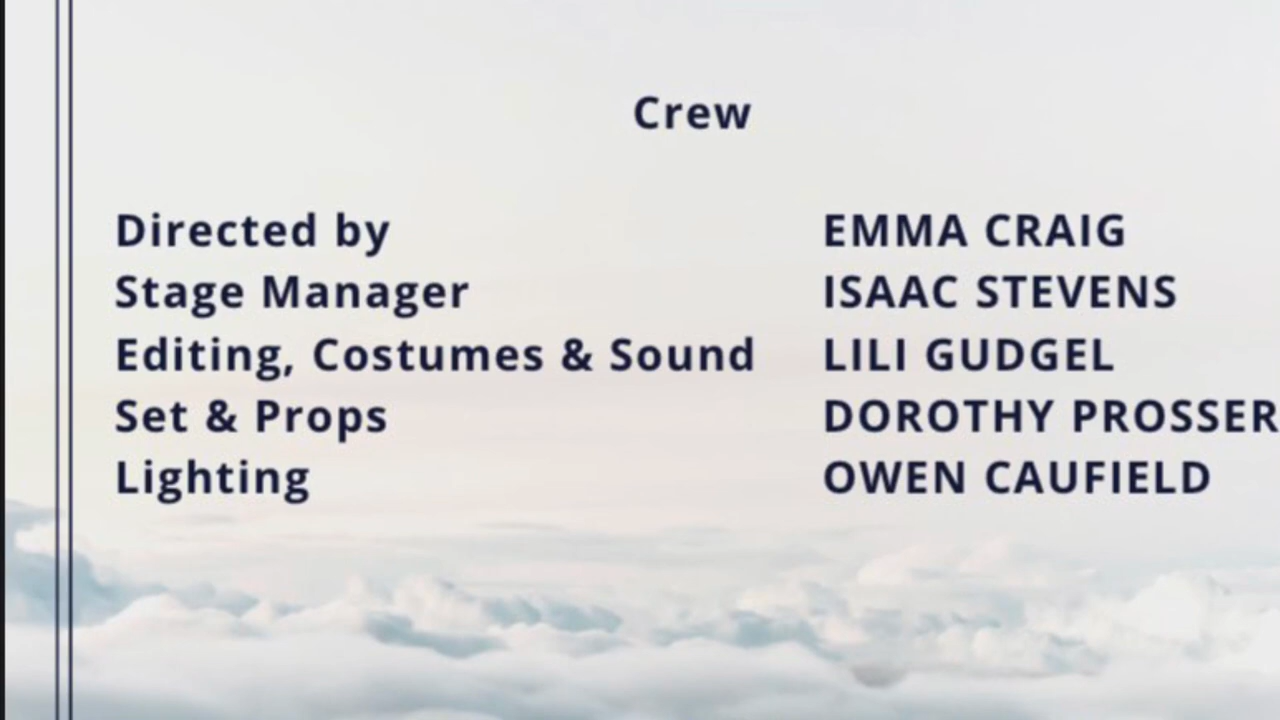 Crew
Directed by EMMA CRAIG
Stage Manager ISAAC STEVENS
Editing, Costumes & Sound LILI GUDGEL
Set & Props DOROTHY PROSSER
Lighting OWEN CAUFIELD